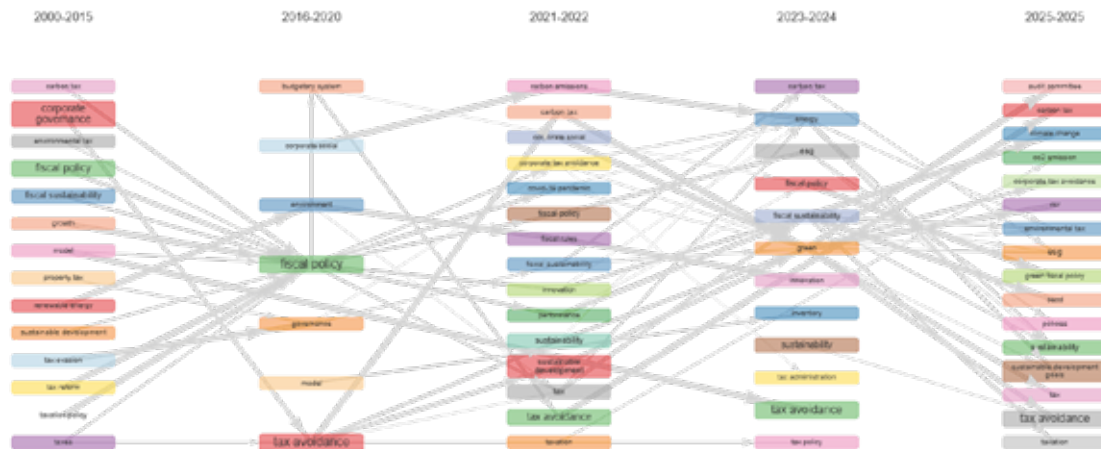 2000-2015
2016-2020
2021-2022
2023-2024
2025-2025
carbon tax
corporate
governance
environmental tax
fiscal policy
fiscal sustainability
growth
model
property tax
renewable energy
sustainable development
tax evasion
tax reform
taxation policy
taxes
budgetary system
corporate social
environment
fiscal policy
governance
model
tax avoidance
carbon emissions
carbon tax
corporate social
corporate tax avoidance
covid-19 pandemic
fiscal policy
fiscal rules
fiscal sustainability
innovation
performance
sustainability
sustainable
development
tax
tax avoidance
taxation
carbon tax
energy
esg
fiscal policy
fiscal sustainability
green
innovation
inventory
sustainability
tax administration
tax avoidance
tax policy
audit committee
carbon tax
climate change
co2 emission
corporate tax avoidance
environmental tax
esg
green fiscal policy
trend
policies
sustainability
sustainable development
goals
tax
tax avoidance
taxation